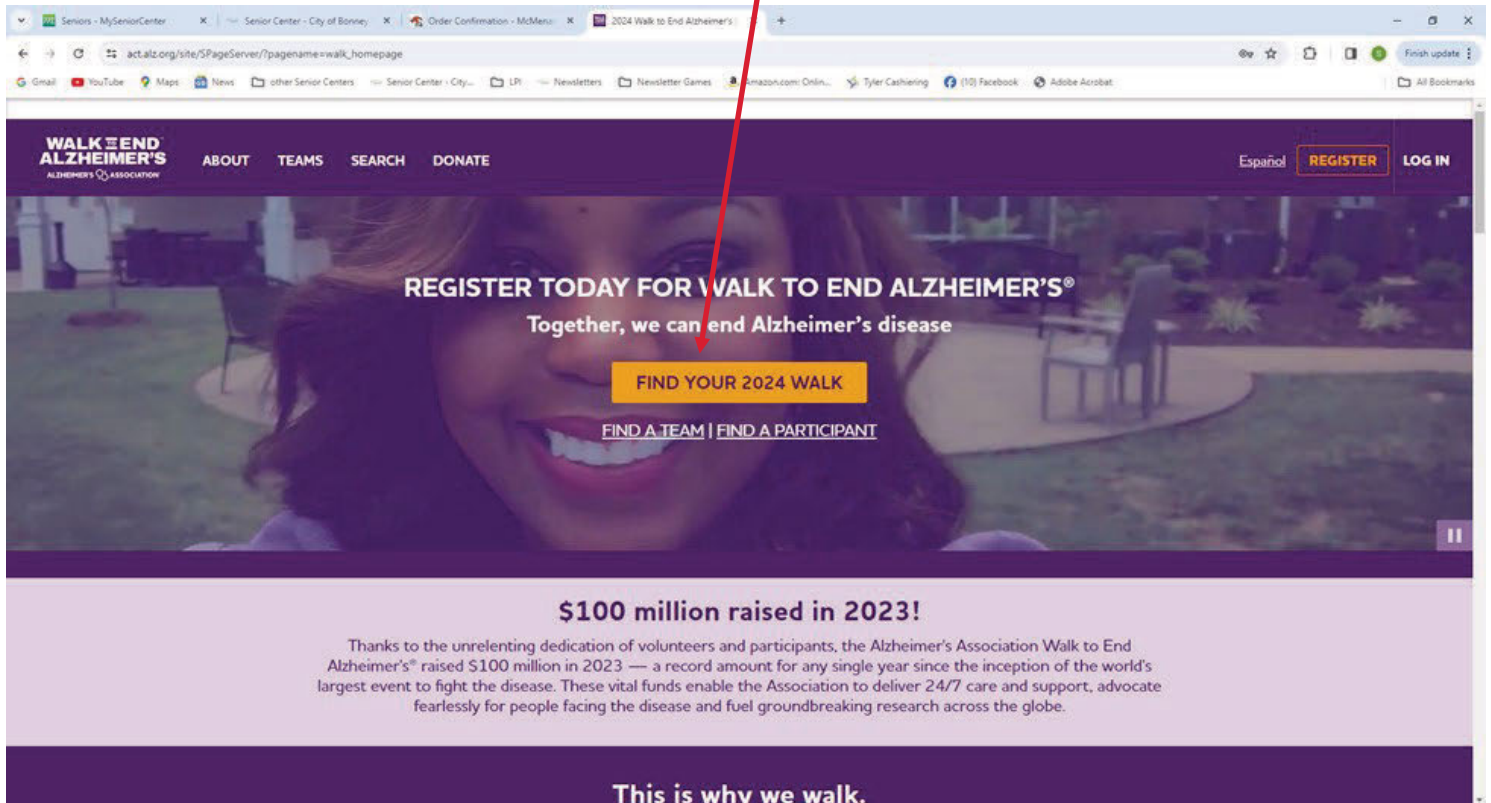 Seniors - MySeniorCenter
Senior Center - City of Bonney
Order Confirmation - McMena
2024 Walk to End Alzheimer's
act.alz.org/site/SPageServer/?pagename=walk_homepage
Finish update
Gmail
YouTube
Maps
News
other Senior Centers
Senior Center - City...
LPI
Newsletters
Newsletter Games
Amazon.com: Onlin...
Tyler Cashiering
(10) Facebook
Adobe Acrobat
All Bookmarks
WALK END
ALZHEIMER'S
ALZHEIMER'S ASSOCIATION
ABOUT
TEAMS
SEARCH
DONATE
Español
REGISTER
LOG IN
REGISTER TODAY FOR WALK TO END ALZHEIMER'S®
Together, we can end Alzheimer's disease
FIND YOUR 2024 WALK
FIND A TEAM | FIND A PARTICIPANT
$100 million raised in 2023!
Thanks to the unrelenting dedication of volunteers and participants, the Alzheimer's Association Walk to End
Alzheimer's® raised $100 million in 2023 — a record amount for any single year since the inception of the world's
largest event to fight the disease. These vital funds enable the Association to deliver 24/7 care and support, advocate
fearlessly for people facing the disease and fuel groundbreaking research across the globe.
This is why we walk.